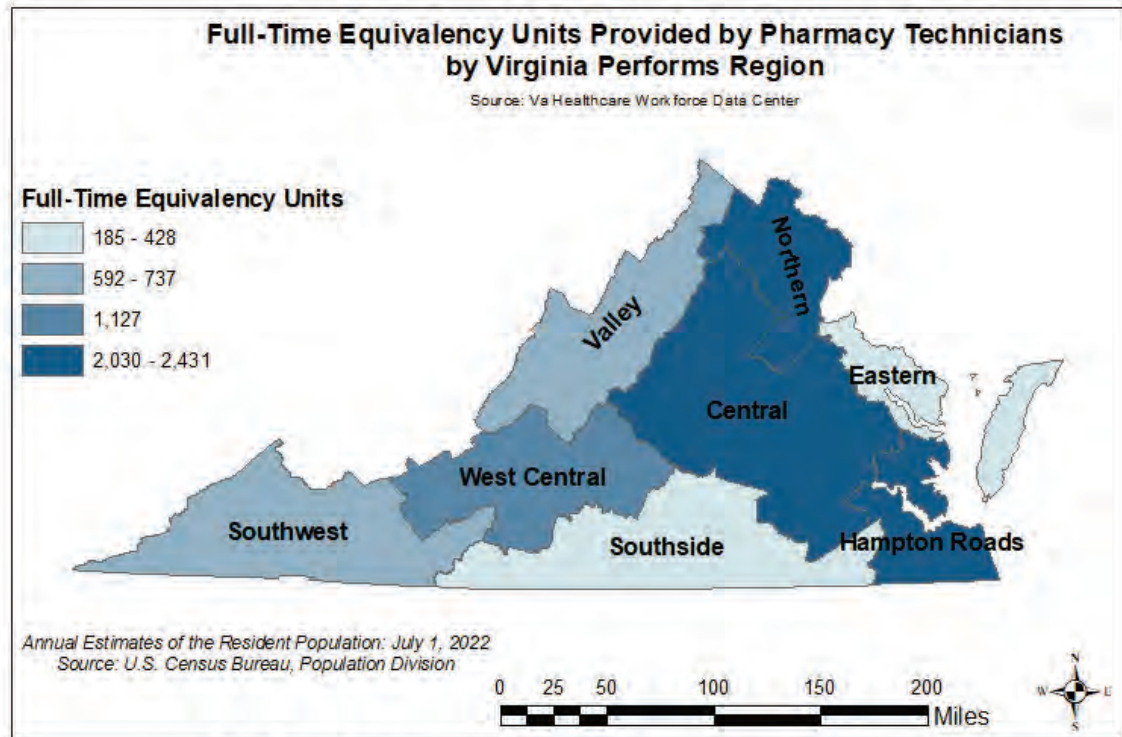 Full-Time Equivalency Units Provided by Pharmacy Technicians
by Virginia Performs Region
Source: Va Healthcare Workforce Data Center
Full-Time Equivalency Units
185 - 428
592 - 737
1,127
2,030 - 2,431
Northern
Valley
Eastern
Central
West Central
Southwest
Southside
Hampton Roads
Annual Estimates of the Resident Population: July 1, 2022
Source: U.S. Census Bureau, Population Division
0 25 50 100 150 200
Miles
N
W E
S